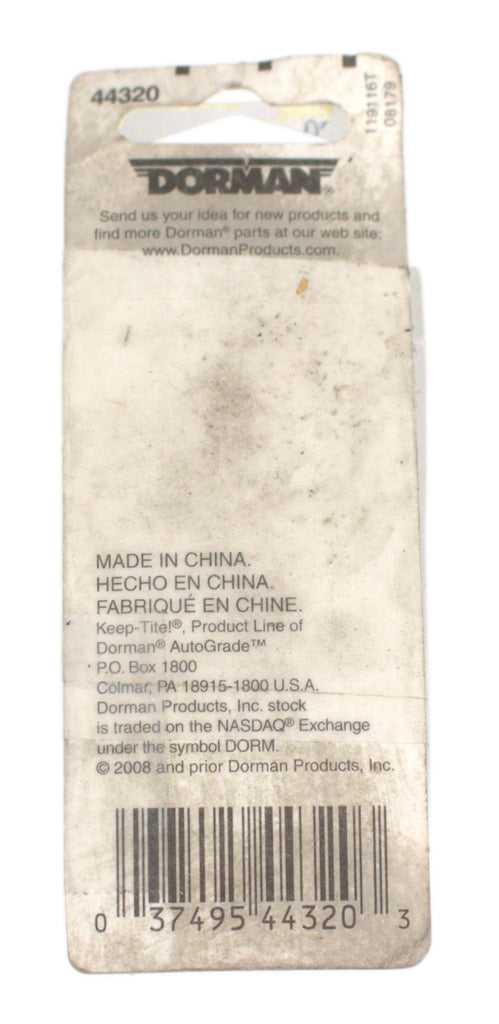 44320
119116T
08179
DORMAN®
Send us your idea for new products and
find more Dorman® parts at our web site:
www.DormanProducts.com.
MADE IN CHINA.
HECHO EN CHINA.
FABRIQUÉ EN CHINE.
Keep-Tite!®, Product Line of
Dorman® AutoGrade™
P.O. Box 1800
Colmar, PA 18915-1800 U.S.A.
Dorman Products, Inc. stock
is traded on the NASDAQ® Exchange
under the symbol DORM.
© 2008 and prior Dorman Products, Inc.
0 37495 44320 3